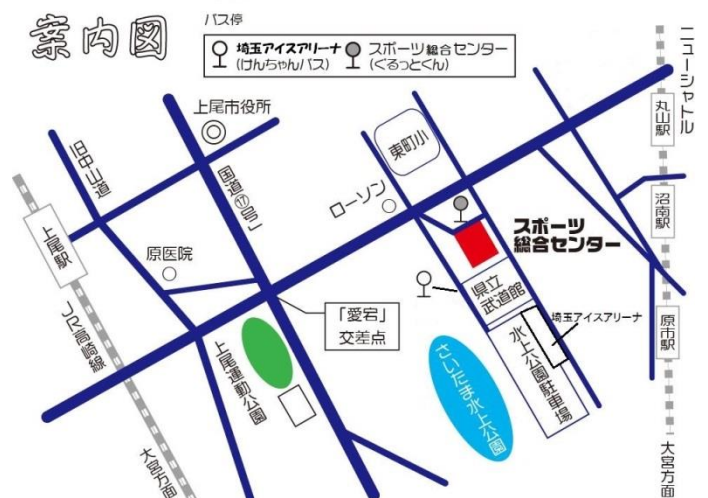 案内図
バス停
埼玉アイスアリーナ
(けんちゃんバス)
スポーツ総合センター
(ぐるっとくん)
ニューシャトル
丸山駅
沼南駅
原市駅
大宮方面
上尾市役所
旧中山道
国道⑰号
東町小
ローソン
上尾駅
原医院
JR高崎線
大宮方面
スポーツ
総合センター
県立
武道館
「愛宕」
交差点
埼玉アイスアリーナ
上尾運動公園
さいたま水上公園
水上公園駐車場